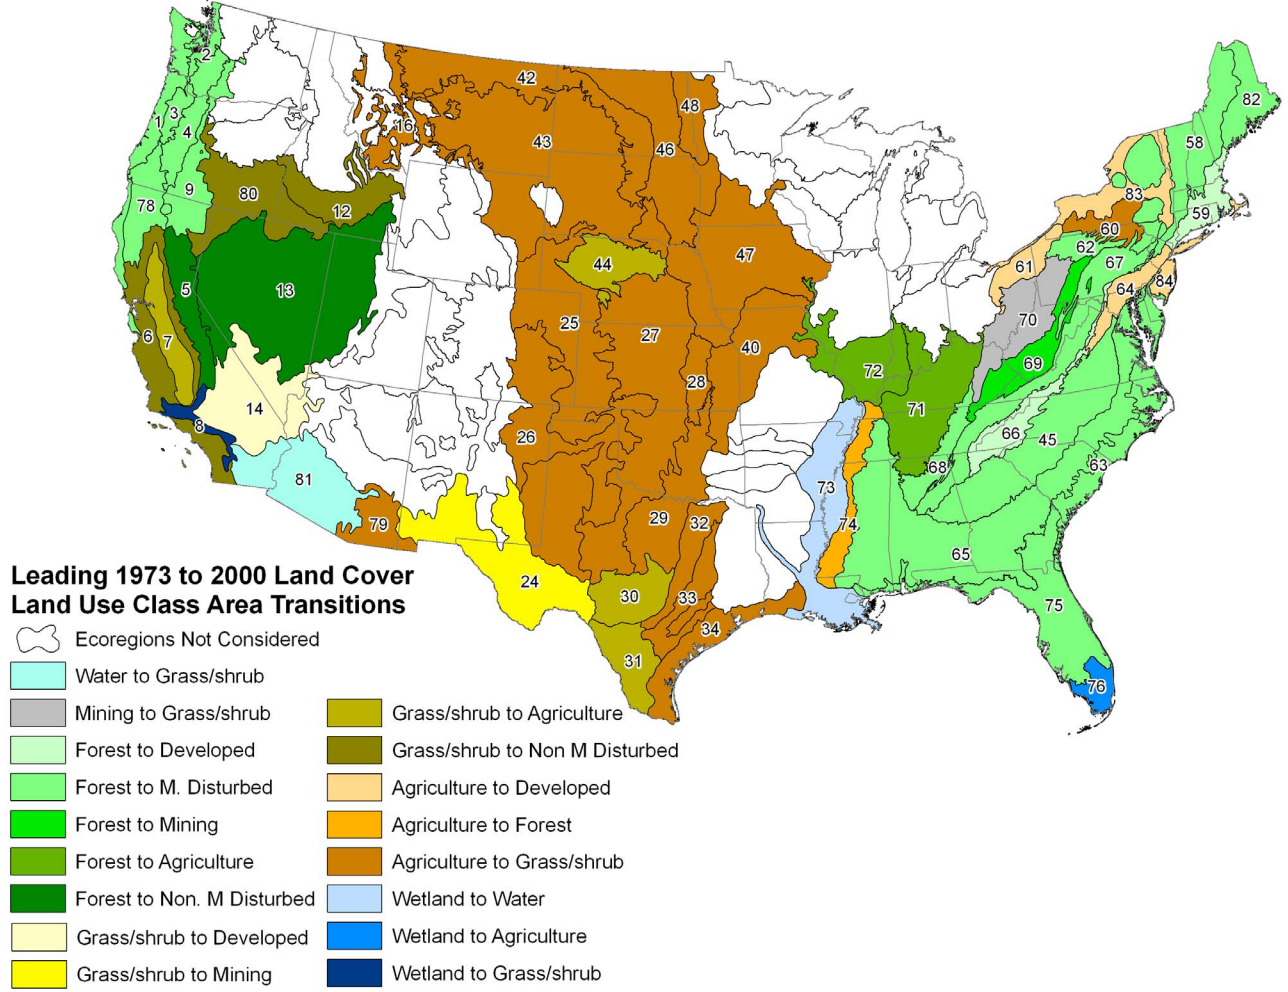 2
82
42
48
3
1
16
4
58
43
46
9
80
83
78
12
59
60
62
47
67
44
61
84
5
13
64
25
70
27
6
7
40
69
72
28
14
71
8
26
66
45
68
63
81
73
79
29
32
74
65
24
30
33
75
34
31
76
Leading 1973 to 2000 Land Cover
Land Use Class Area Transitions
Ecoregions Not Considered
Water to Grass/shrub
Mining to Grass/shrub
Forest to Developed
Forest to M. Disturbed
Forest to Mining
Forest to Agriculture
Forest to Non. M Disturbed
Grass/shrub to Developed
Grass/shrub to Mining
Grass/shrub to Agriculture
Grass/shrub to Non M Disturbed
Agriculture to Developed
Agriculture to Forest
Agriculture to Grass/shrub
Wetland to Water
Wetland to Agriculture
Wetland to Grass/shrub